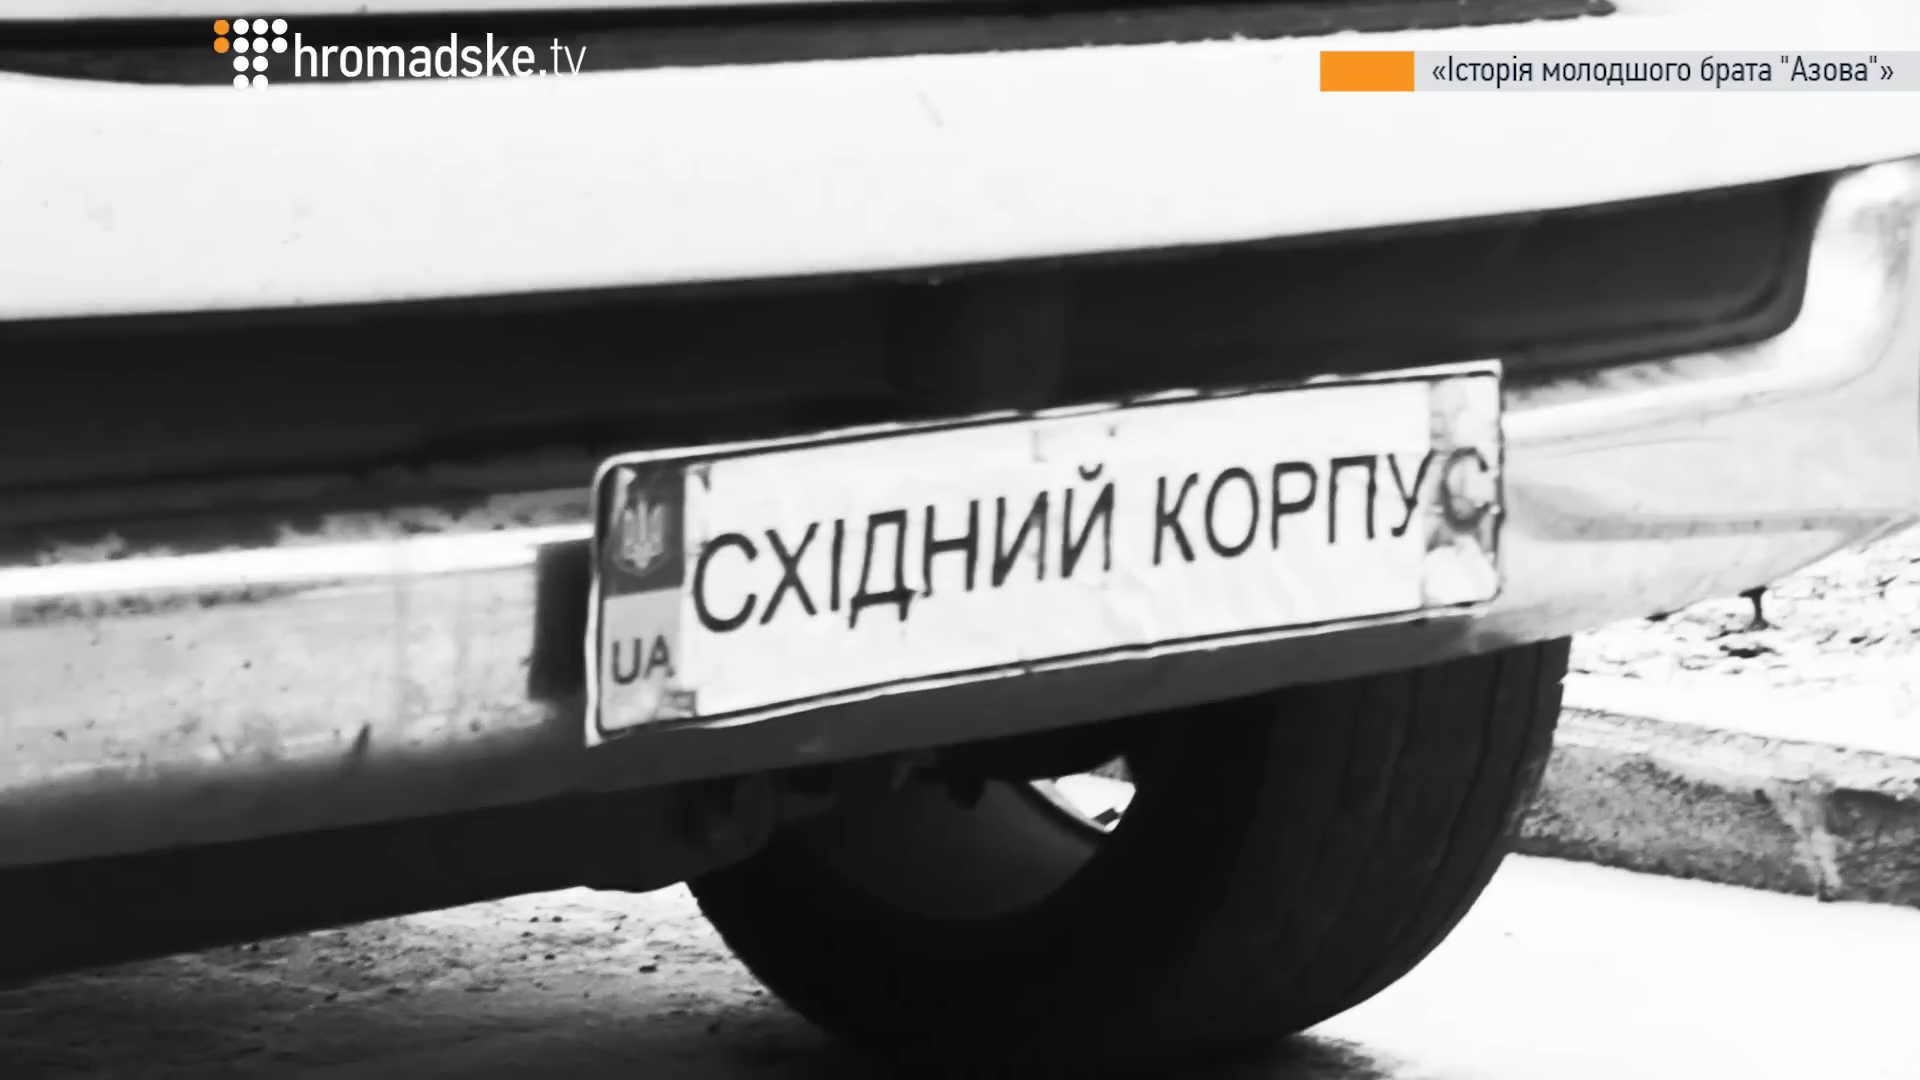 hromadske.tv
«Історія молодшого брата "Азова"»
СХІДНИЙ КОРПУС
UA